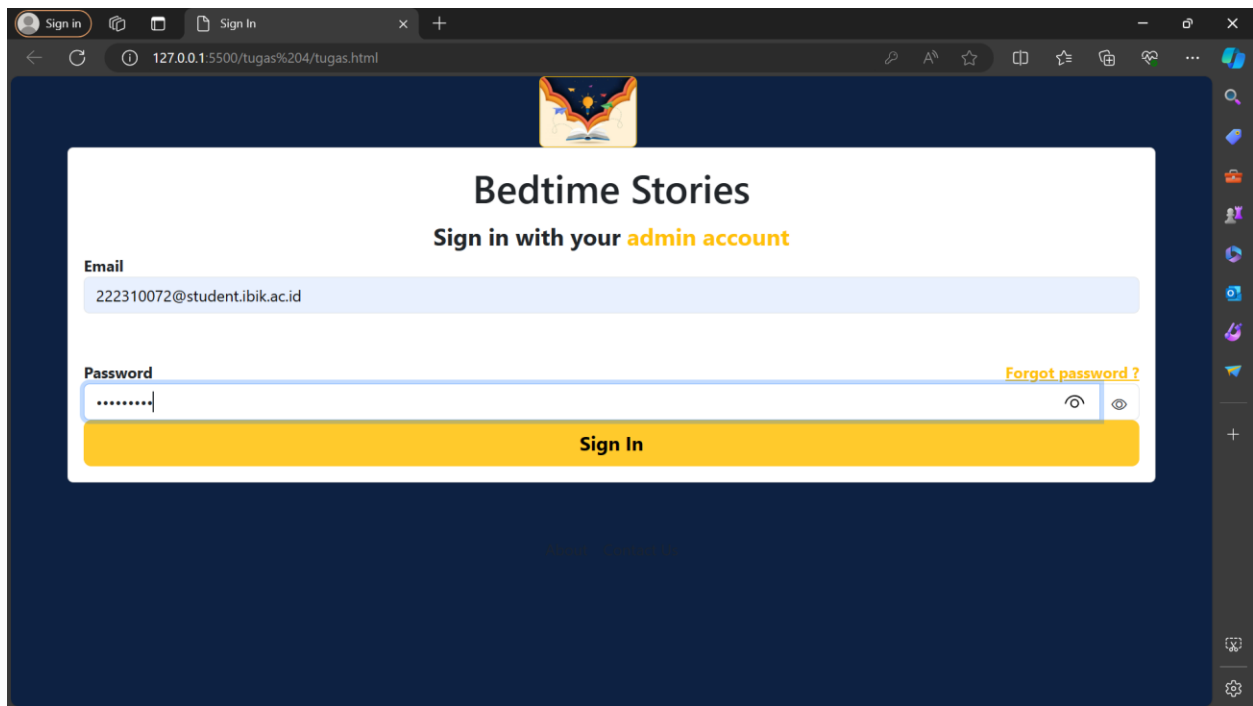 Sign in
Sign In
127.0.0.1:5500/tugas%204/tugas.html
Bedtime Stories
Sign in with your admin account
Email
222310072@student.ibik.ac.id
Password Forgot password ?
•••••••••
Sign In